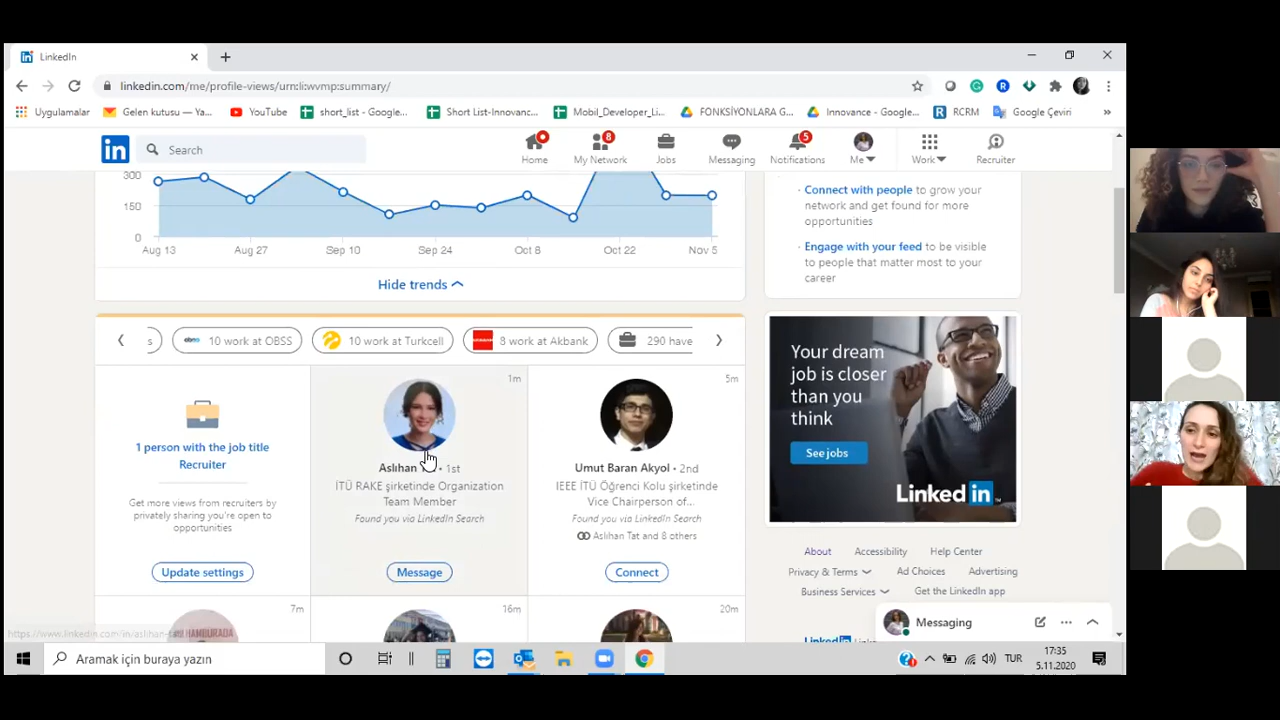 LinkedIn
linkedin.com/me/profile-views/urn:li:wvmp:summary/
Uygulamalar
Gelen kutusu — Ya...
YouTube
short_list - Google...
Short List-Innovanc...
Mobil_Developer_Li...
FONKSİYONLARA G...
Innovance - Google...
RCRM
Google Çeviri
in
Search
Home
8
My Network
Jobs
Messaging
5
Notifications
Me
Work
Recruiter
300
150
0
Aug 13
Aug 27
Sep 10
Sep 24
Oct 8
Oct 22
Nov 5
Hide trends
Connect with people to grow your
network and get found for more
opportunities
Engage with your feed to be visible
to people that matter most to your
career
s
obss
10 work at OBSS
10 work at Turkcell
8 work at Akbank
290 have
1 person with the job title
Recruiter
Get more views from recruiters by
privately sharing you're open to
opportunities
Update settings
1m
Aslıhan
• 1st
İTÜ RAKE şirketinde Organization
Team Member
Found you via LinkedIn Search
Message
5m
Umut Baran Akyol • 2nd
IEEE İTÜ Öğrenci Kolu şirketinde
Vice Chairperson of...
Found you via LinkedIn Search
Aslıhan Tat and 8 others
Connect
7m
16m
20m
HAMBURADA
Your dream
job is closer
than you
think
See jobs
LinkedIn
About
Accessibility
Help Center
Privacy & Terms
Ad Choices
Advertising
Business Services
Get the LinkedIn app
Linked in
Messaging
Aramak için buraya yazın
TUR
17:35
5.11.2020